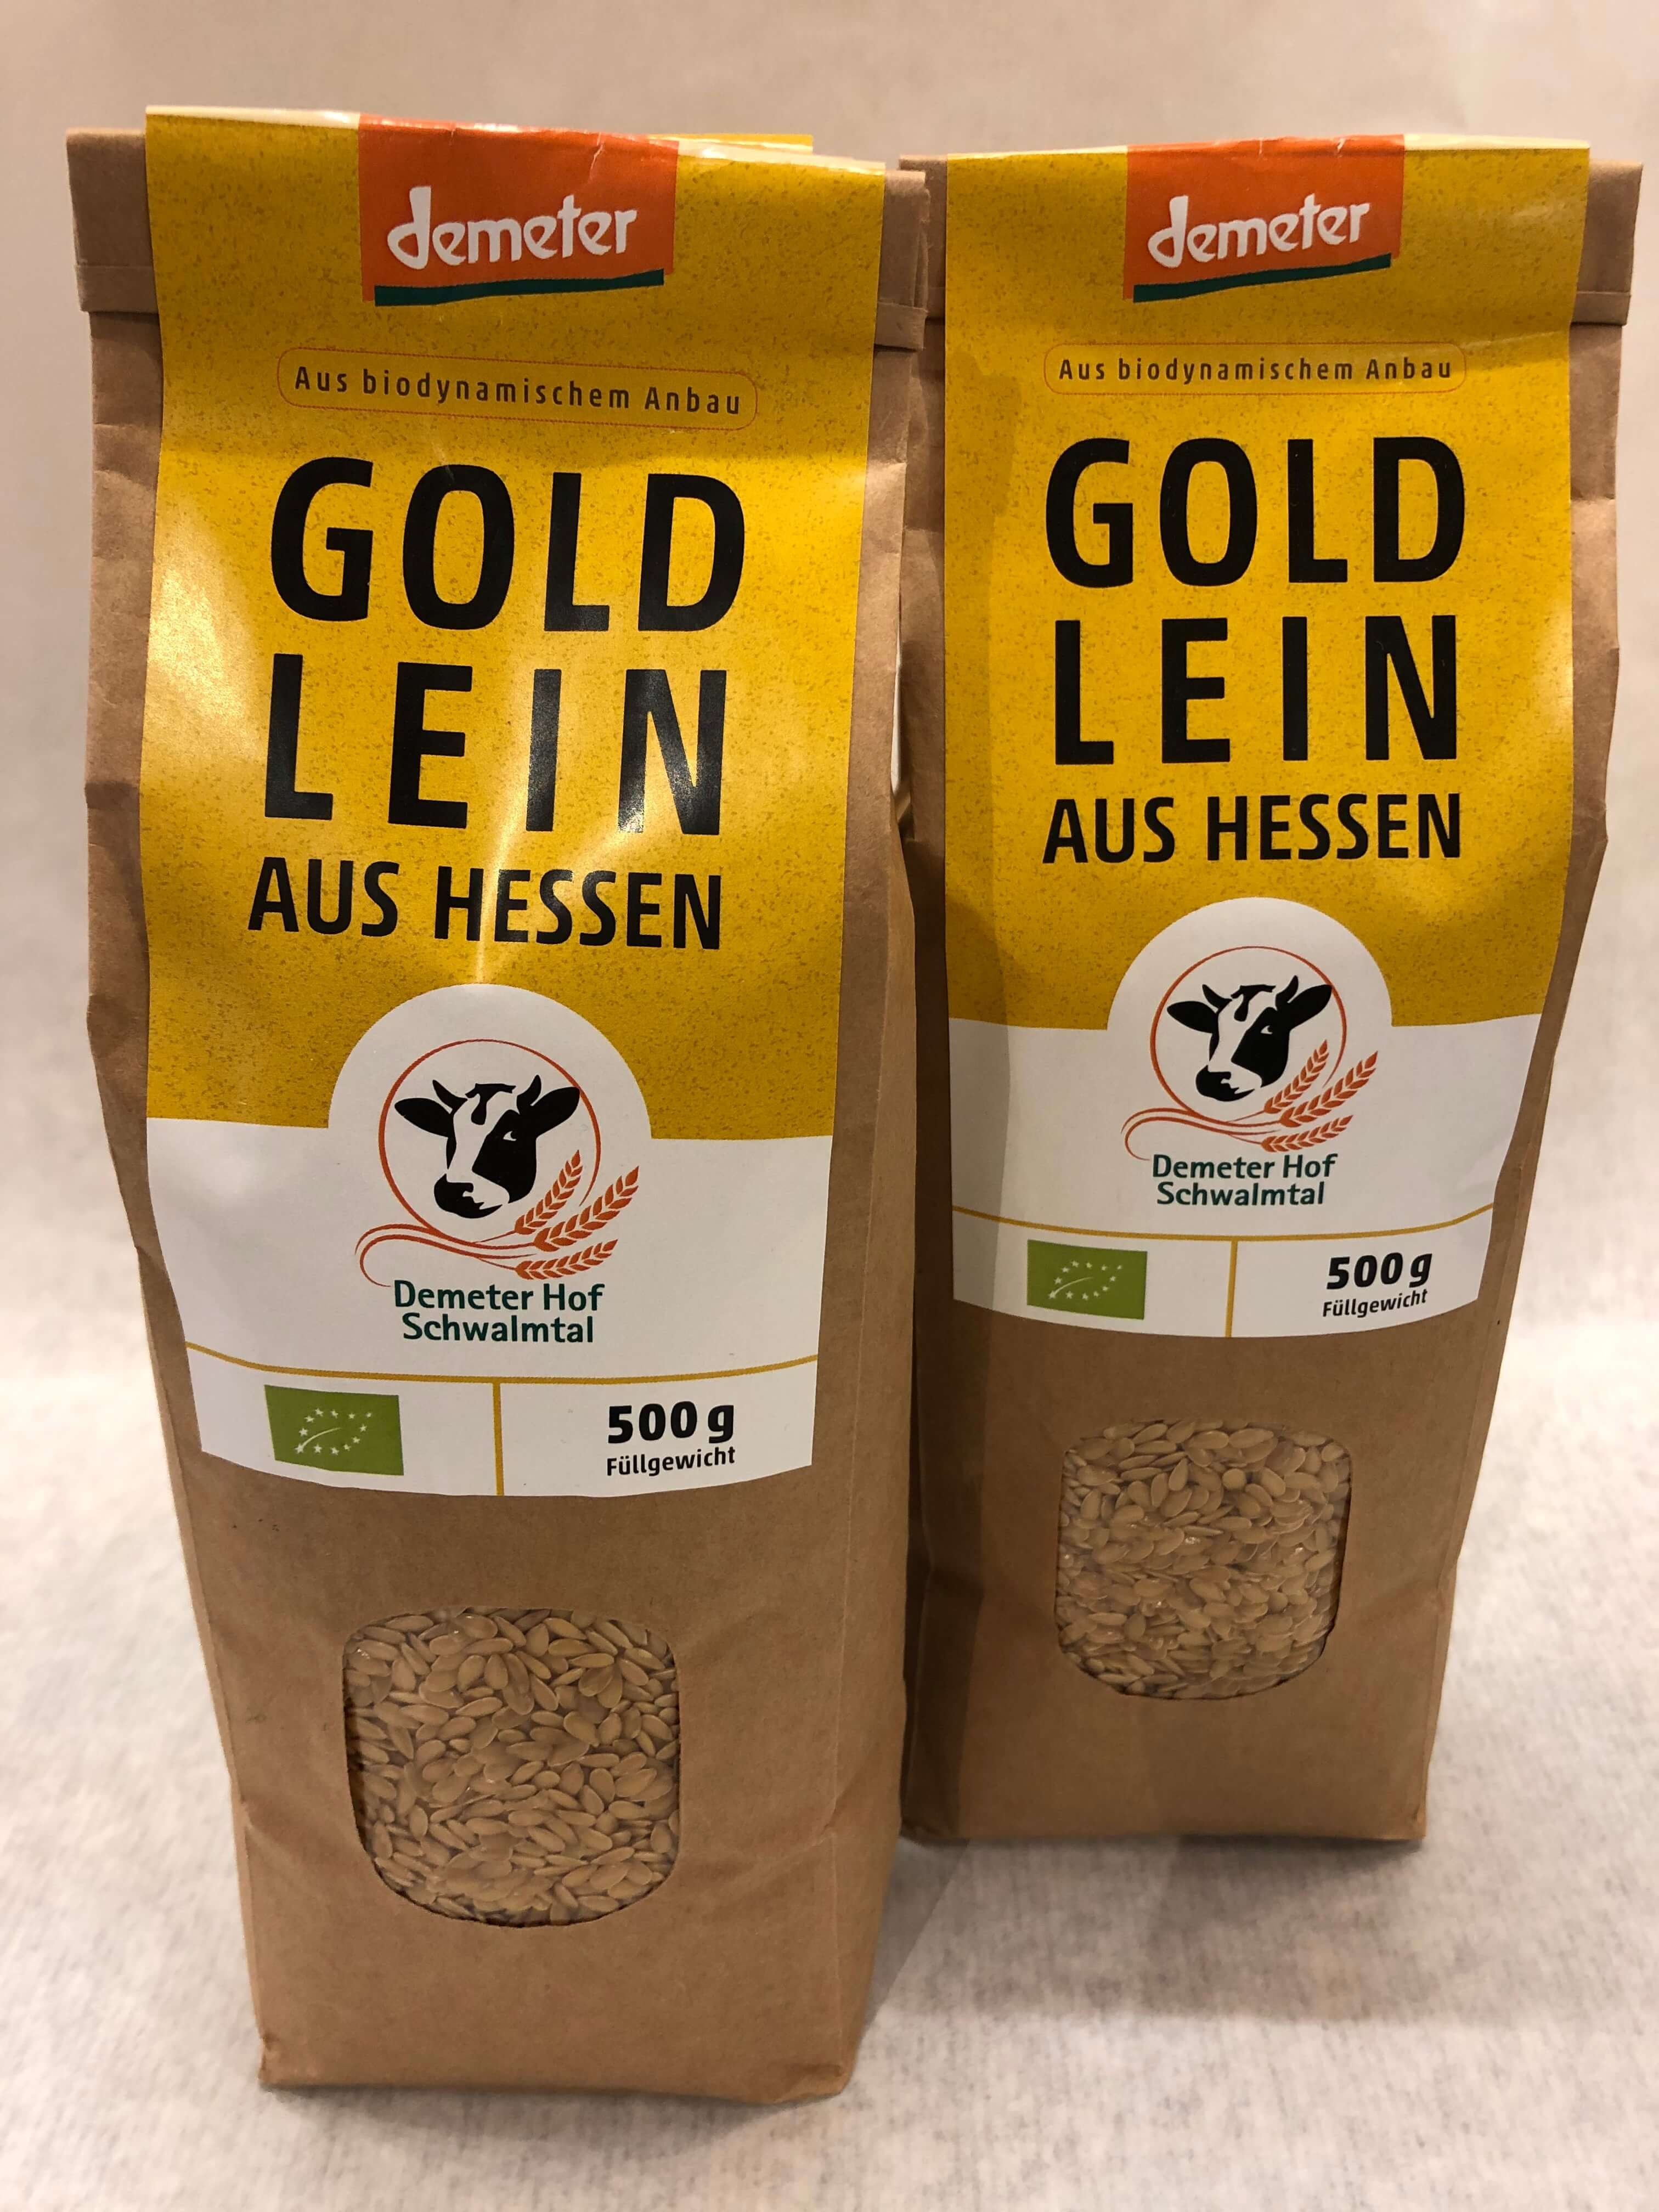 demeter
Aus biodynamischem Anbau
GOLD
LEIN
AUS HESSEN
Demeter Hof
Schwalmtal
500 g
Füllgewicht
demeter
Aus biodynamischem Anbau
GOLD
LEIN
AUS HESSEN
Demeter Hof
Schwalmtal
500 g
Füllgewicht